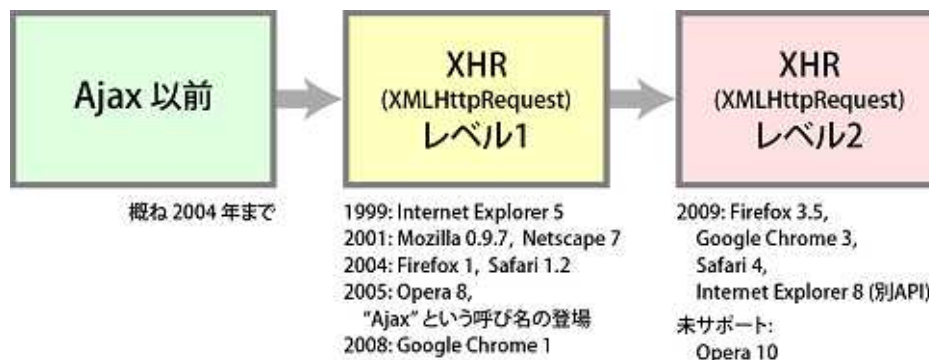 Ajax 以前
概ね 2004 年まで
XHR
(XMLHttpRequest)
レベル1
1999: Internet Explorer 5
2001: Mozilla 0.9.7, Netscape 7
2004: Firefox 1, Safari 1.2
2005: Opera 8,
"Ajax" という呼び名の登場
2008: Google Chrome 1
XHR
(XMLHttpRequest)
レベル2
2009: Firefox 3.5,
Google Chrome 3,
Safari 4,
Internet Explorer 8 (別API)
未サポート:
Opera 10